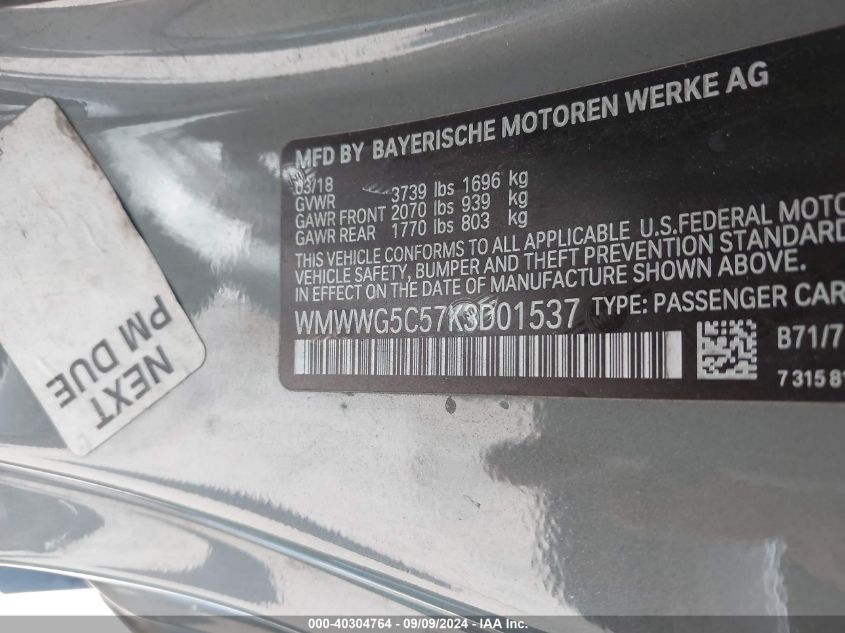 MFD BY BAYERISCHE MOTOREN WERKE AG
03/18
GVWR 3739 lbs 1696 kg
GAWR FRONT 2070 lbs 939 kg
GAWR REAR 1770 lbs 803 kg
THIS VEHICLE CONFORMS TO ALL APPLICABLE U.S.FEDERAL MOTO
VEHICLE SAFETY, BUMPER AND THEFT PREVENTION STANDARD
IN EFFECT ON THE DATE OF MANUFACTURE SHOWN ABOVE.
WMWWG5C57K3D01537 TYPE: PASSENGER CAR
B71/7
7 315 8
NEXT
PM DUE
000-40304764 - 09/09/2024 - IAAI.com